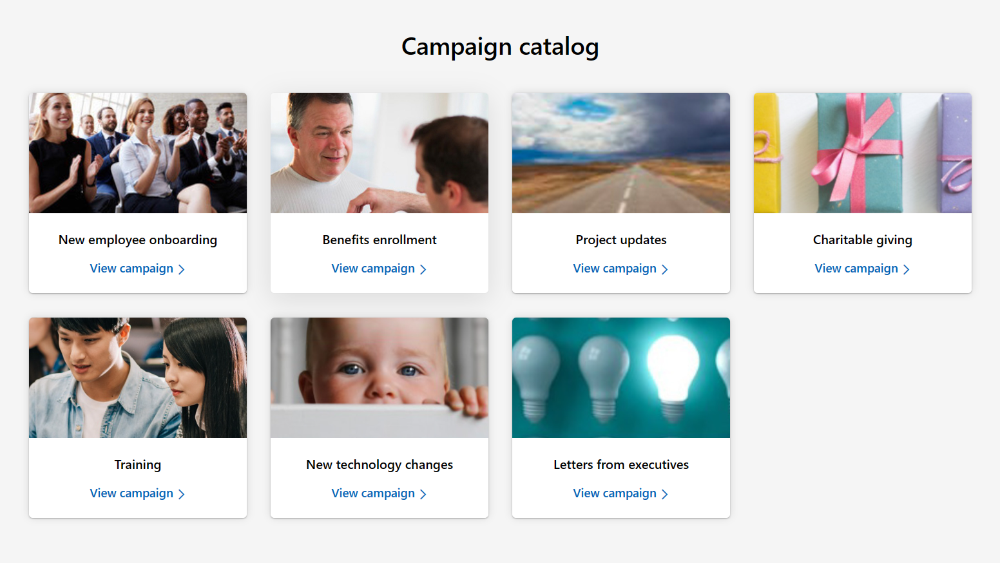 Campaign catalog
New employee onboarding
View campaign
Benefits enrollment
View campaign
Project updates
View campaign
Charitable giving
View campaign
Training
View campaign
New technology changes
View campaign
Letters from executives
View campaign